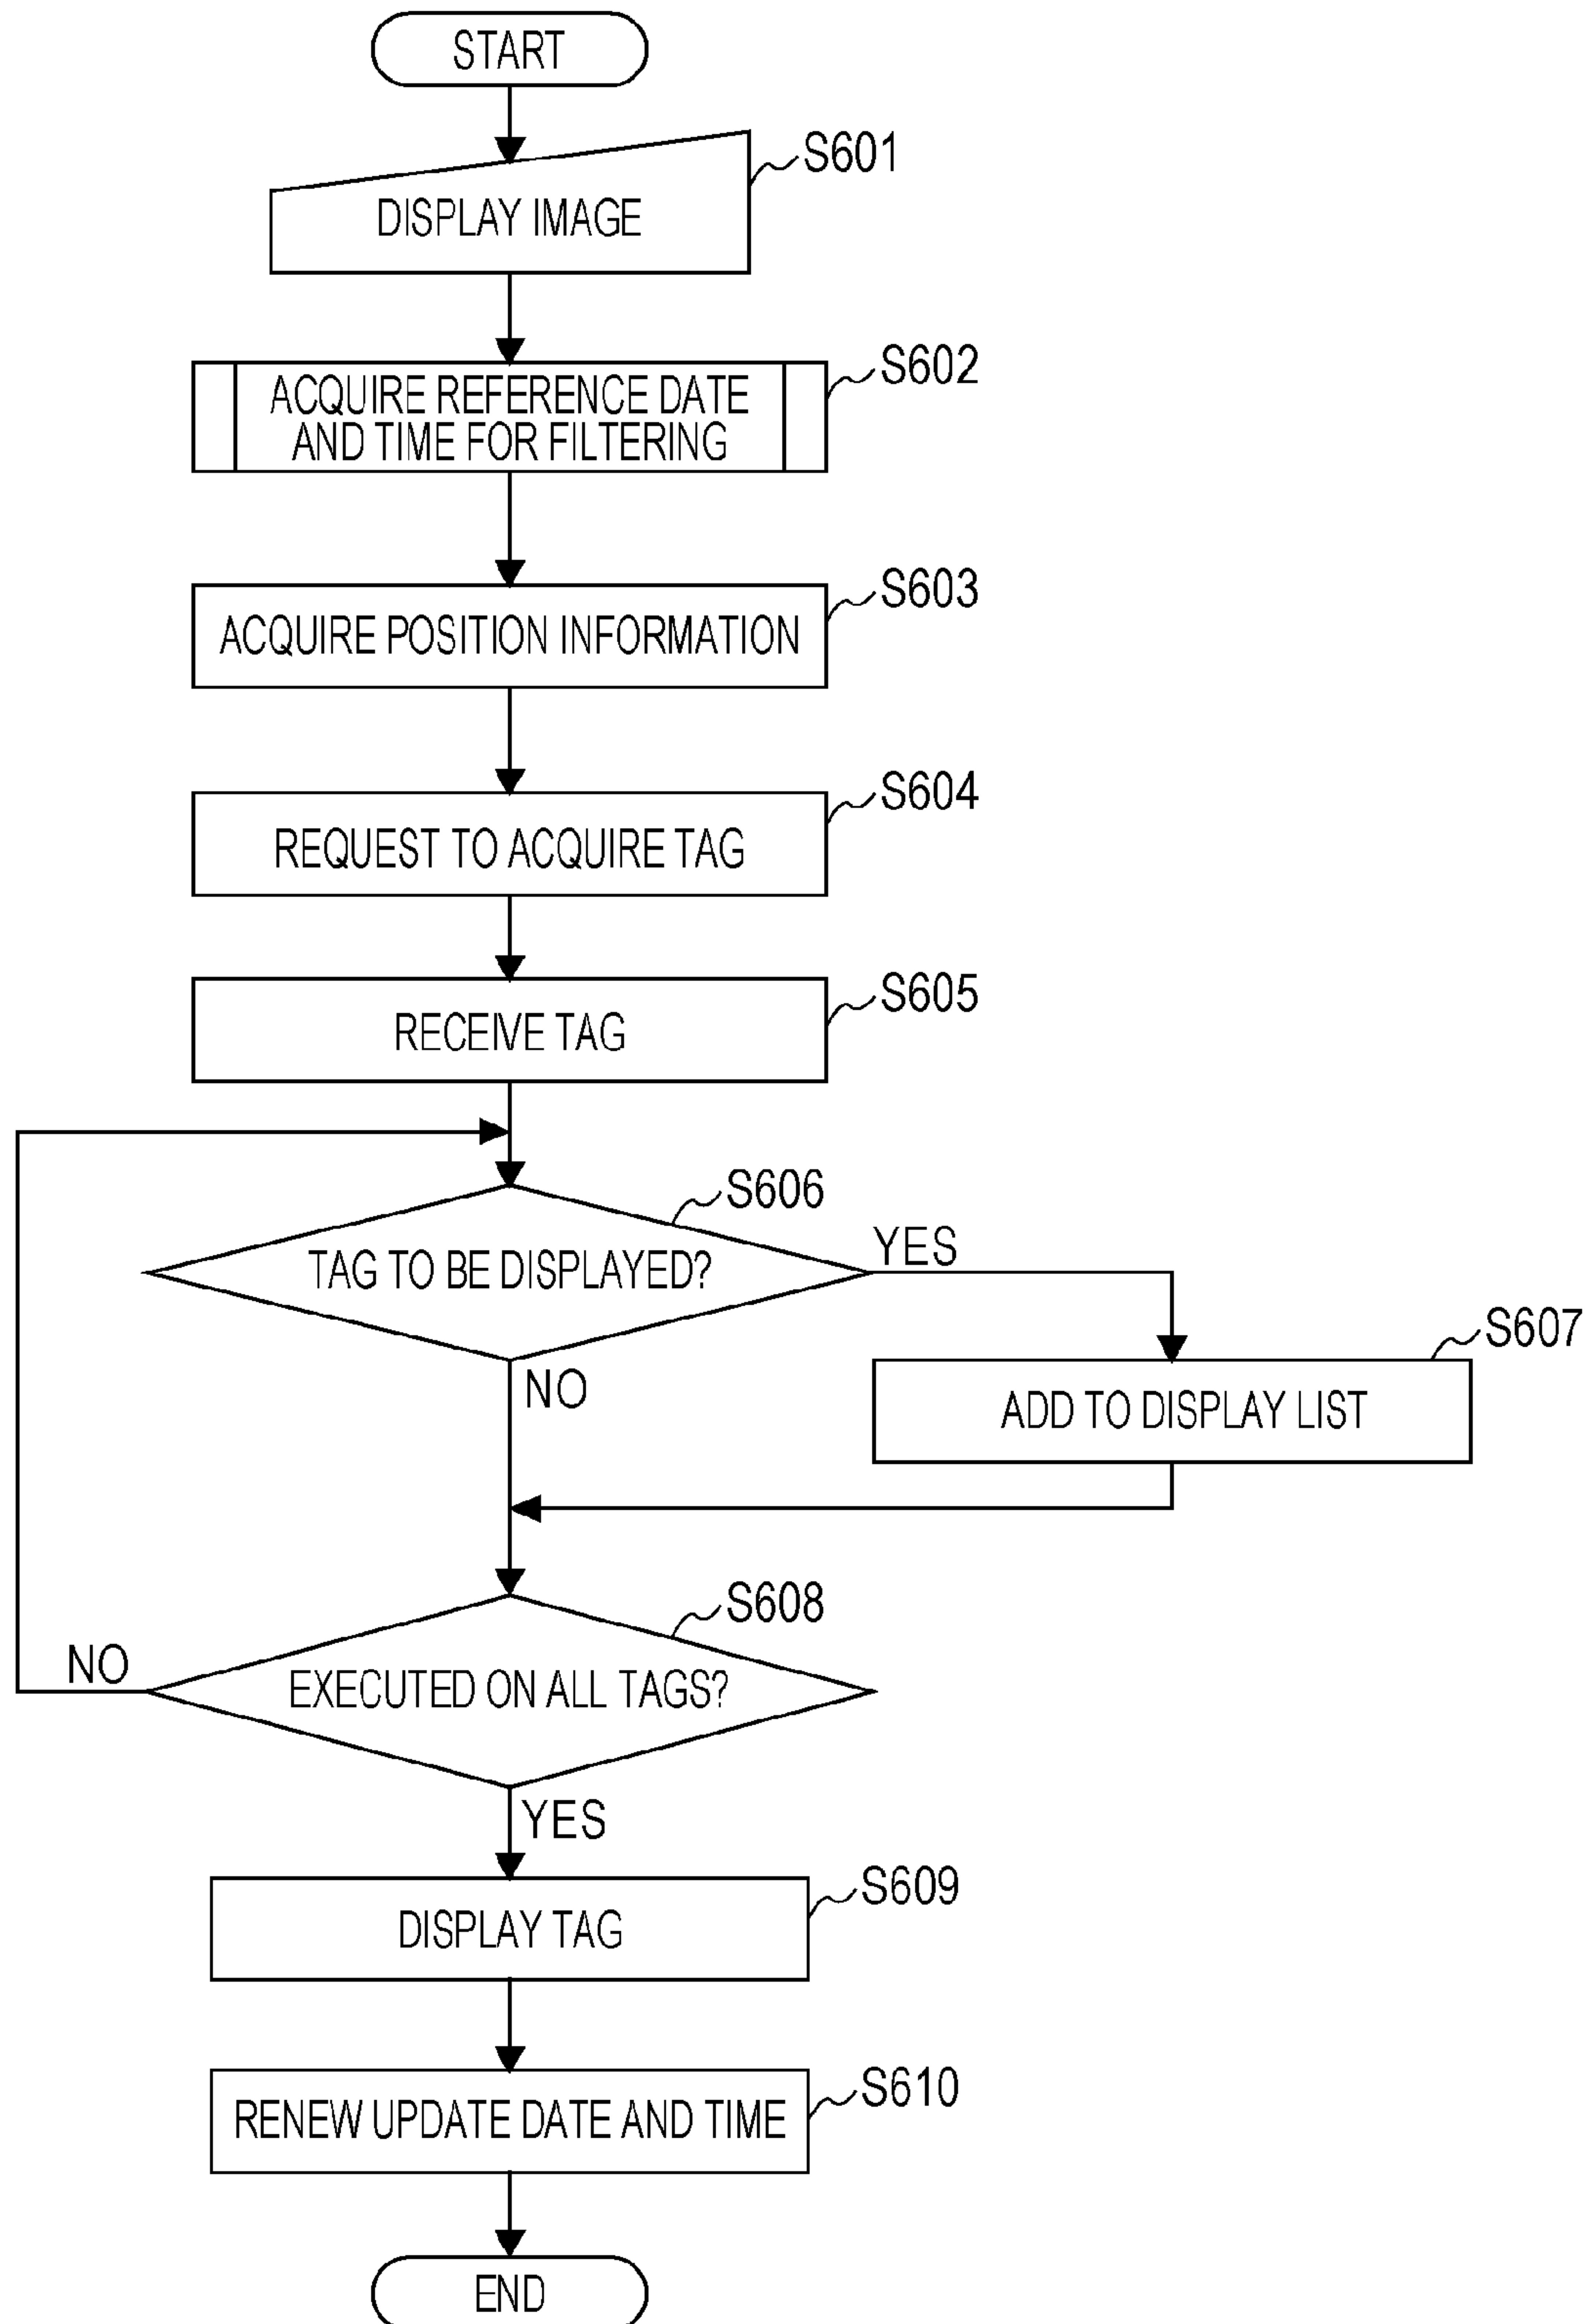 START
S601
DISPLAY IMAGE
S602
ACQUIRE REFERENCE DATE
AND TIME FOR FILTERING
S603
ACQUIRE POSITION INFORMATION
S604
REQUEST TO ACQUIRE TAG
S605
RECEIVE TAG
S606
TAG TO BE DISPLAYED?
YES
S607
NO
ADD TO DISPLAY LIST
S608
NO
EXECUTED ON ALL TAGS?
YES
S609
DISPLAY TAG
S610
RENEW UPDATE DATE AND TIME
END